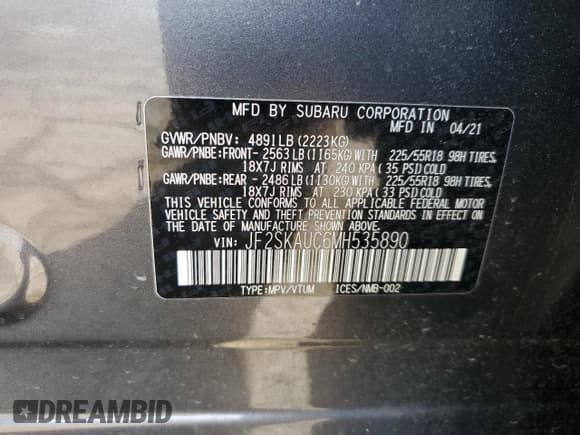 MFD BY SUBARU CORPORATION
MFD IN 04/21
GVWR/PNBV: 4891LB (2223KG)
GAWR/PNBE:FRONT-2563LB(1165KG)WITH 225/55R18 98H TIRES,
18X7J RIMS AT 240 KPA(35 PSI)COLD
GAWR/PNBE:REAR -2486LB(1130KG)WITH 225/55R18 98H TIRES,
18X7J RIMS AT 230 KPA(33 PSI)COLD
THIS VEHICLE CONFORMS TO ALL APPLICABLE FEDERAL MOTOR
VEHICLE SAFETY AND THEFT PREVENTION STANDARDS IN EFFECT ON
THE DATE OF MANUFACTURE SHOWN ABOVE.
VIN: JF2SKAUC6MH535890
TYPE:MPV/VTUM ICES/NMB-002
DREAMBID